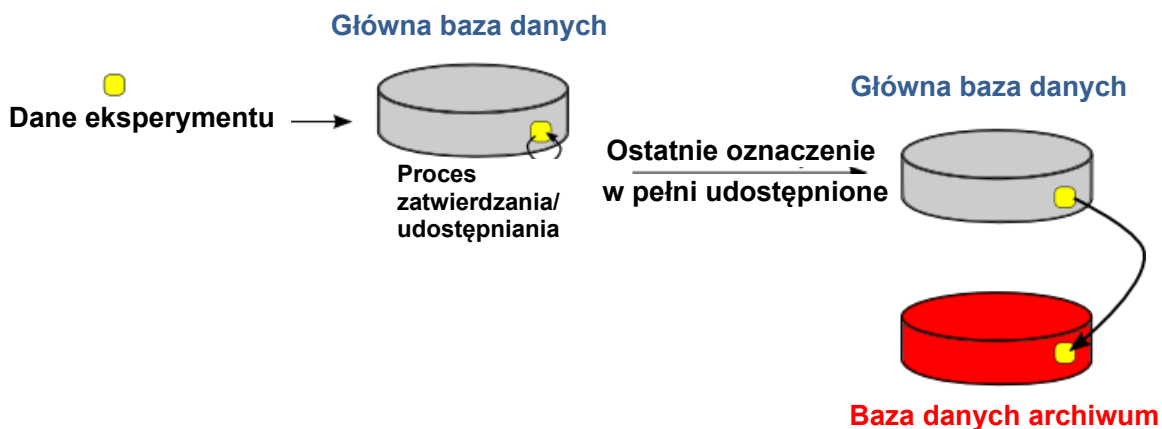 Główna baza danych
Dane eksperymentu
Proces
zatwierdzania/
udostępniania
Ostatnie oznaczenie
w pełni udostępnione
Główna baza danych
Baza danych archiwum